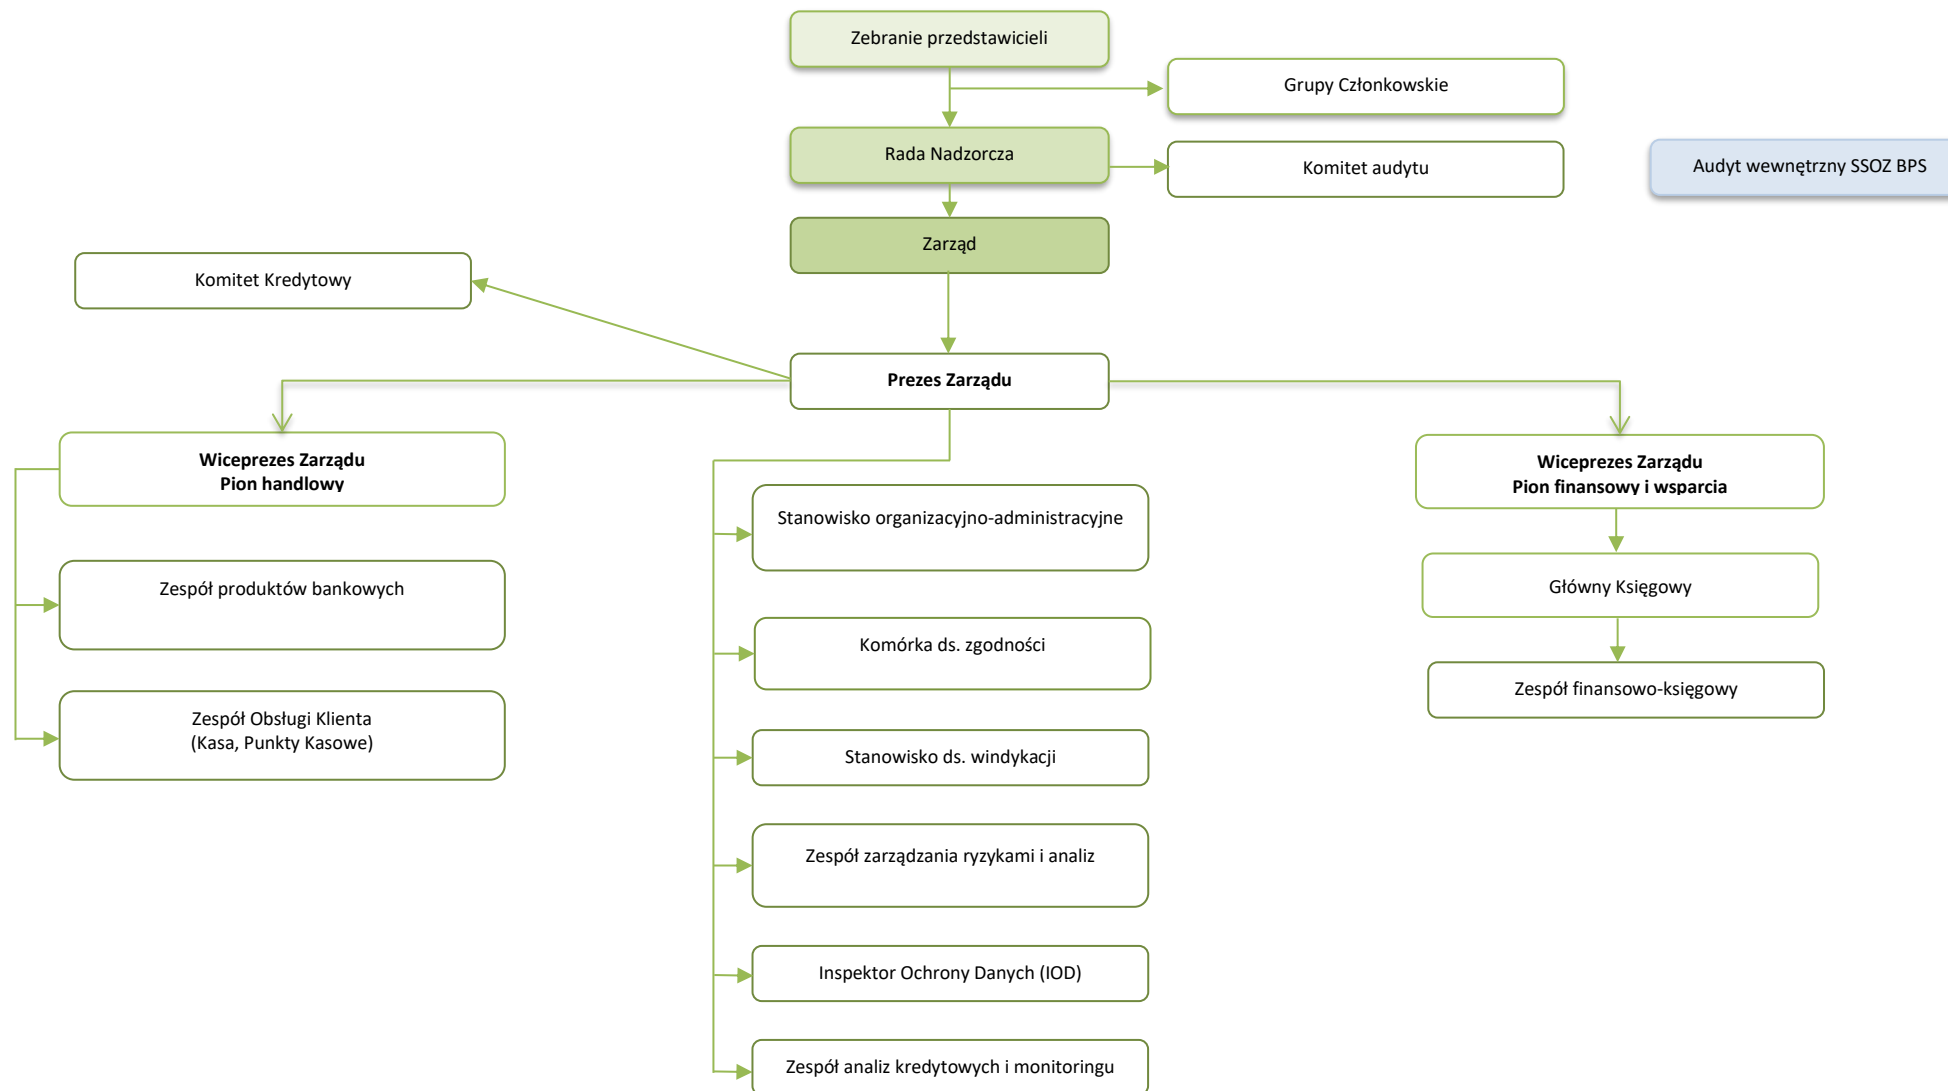 Zebranie przedstawicieli
Grupy Członkowskie
Rada Nadzorcza
Komitet audytu
Audyt wewnętrzny SSOZ BPS
Zarząd
Komitet Kredytowy
Prezes Zarządu
Wiceprezes Zarządu
Pion handlowy
Zespół produktów bankowych
Zespół Obsługi Klienta
(Kasa, Punkty Kasowe)
Stanowisko organizacyjno-administracyjne
Komórka ds. zgodności
Stanowisko ds. windykacji
Zespół zarządzania ryzykami i analiz
Inspektor Ochrony Danych (IOD)
Zespół analiz kredytowych i monitoringu
Wiceprezes Zarządu
Pion finansowy i wsparcia
Główny Księgowy
Zespół finansowo-księgowy